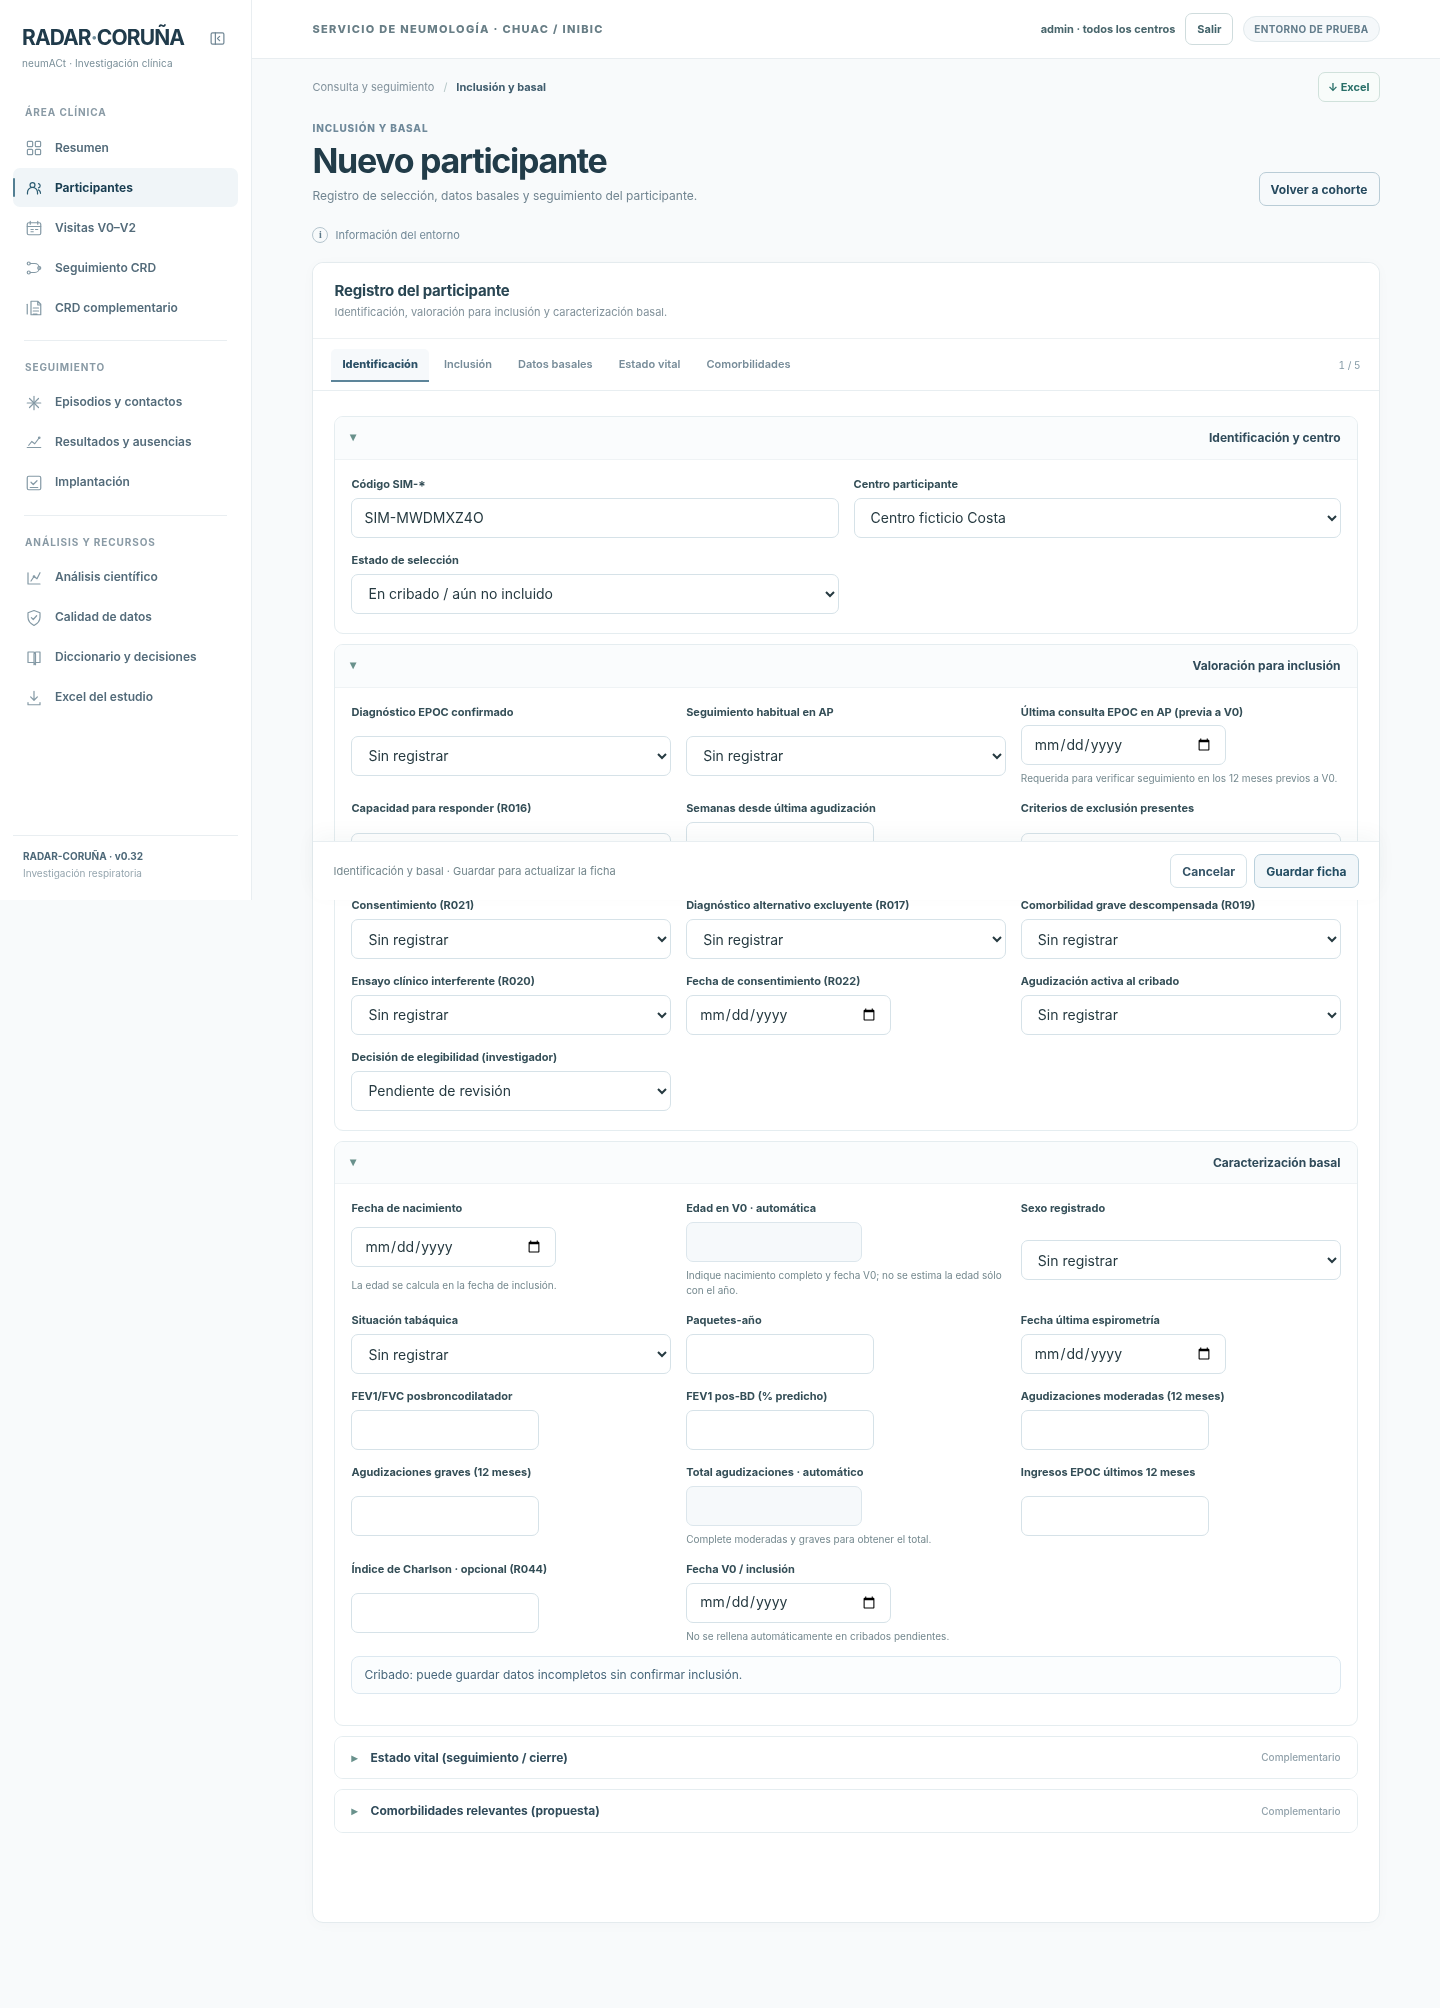 RADAR·CORUÑA
neumACt · Investigación clínica
ÁREA CLÍNICA
Resumen
Participantes
Visitas V0–V2
Seguimiento CRD
CRD complementario
SEGUIMIENTO
Episodios y contactos
Resultados y ausencias
Implantación
ANÁLISIS Y RECURSOS
Análisis científico
Calidad de datos
Diccionario y decisiones
Excel del estudio
RADAR-CORUÑA · v0.32
Investigación respiratoria
SERVICIO DE NEUMOLOGÍA · CHUAC / INIBIC
admin · todos los centros
Salir
ENTORNO DE PRUEBA
Consulta y seguimiento / Inclusión y basal
↓ Excel
INCLUSIÓN Y BASAL
Nuevo participante
Registro de selección, datos basales y seguimiento del participante.
Volver a cohorte
i Información del entorno
Registro del participante
Identificación, valoración para inclusión y caracterización basal.
Identificación Inclusión Datos basales Estado vital Comorbilidades 1 / 5
▾ Identificación y centro
Código SIM-* Centro participante
SIM-MWDMXZ4O Centro ficticio Costa
Estado de selección
En cribado / aún no incluido
▾ Valoración para inclusión
Diagnóstico EPOC confirmado Seguimiento habitual en AP Última consulta EPOC en AP (previa a V0)
Sin registrar Sin registrar mm/dd/yyyy
Requerida para verificar seguimiento en los 12 meses previos a V0.
Capacidad para responder (R016) Semanas desde última agudización Criterios de exclusión presentes
Identificación y basal · Guardar para actualizar la ficha
Cancelar Guardar ficha
Consentimiento (R021) Diagnóstico alternativo excluyente (R017) Comorbilidad grave descompensada (R019)
Sin registrar Sin registrar Sin registrar
Ensayo clínico interferente (R020) Fecha de consentimiento (R022) Agudización activa al cribado
Sin registrar mm/dd/yyyy Sin registrar
Decisión de elegibilidad (investigador)
Pendiente de revisión
▾ Caracterización basal
Fecha de nacimiento Edad en V0 · automática Sexo registrado
mm/dd/yyyy Sin registrar
La edad se calcula en la fecha de inclusión.
Indique nacimiento completo y fecha V0; no se estima la edad sólo
con el año.
Situación tabáquica Paquetes-año Fecha última espirometría
Sin registrar mm/dd/yyyy
FEV1/FVC posbroncodilatador FEV1 pos-BD (% predicho) Agudizaciones moderadas (12 meses)
Agudizaciones graves (12 meses) Total agudizaciones · automático Ingresos EPOC últimos 12 meses
Complete moderadas y graves para obtener el total.
Índice de Charlson · opcional (R044) Fecha V0 / inclusión
mm/dd/yyyy
No se rellena automáticamente en cribados pendientes.
Cribado: puede guardar datos incompletos sin confirmar inclusión.
▸ Estado vital (seguimiento / cierre) Complementario
▸ Comorbilidades relevantes (propuesta) Complementario